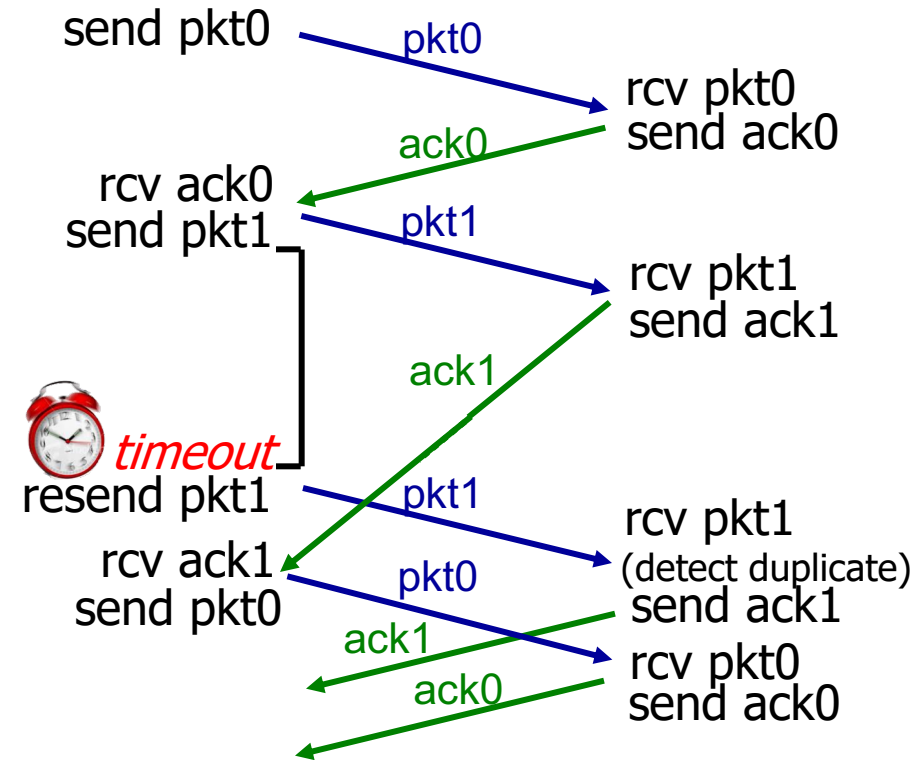 send pkt0
pkt0
rcv pkt0
send ack0
ack0
rcv ack0
send pkt1
pkt1
rcv pkt1
send ack1
ack1
timeout
resend pkt1
pkt1
rcv pkt1
(detect duplicate)
send ack1
rcv ack1
send pkt0
pkt0
ack1
rcv pkt0
send ack0
ack0